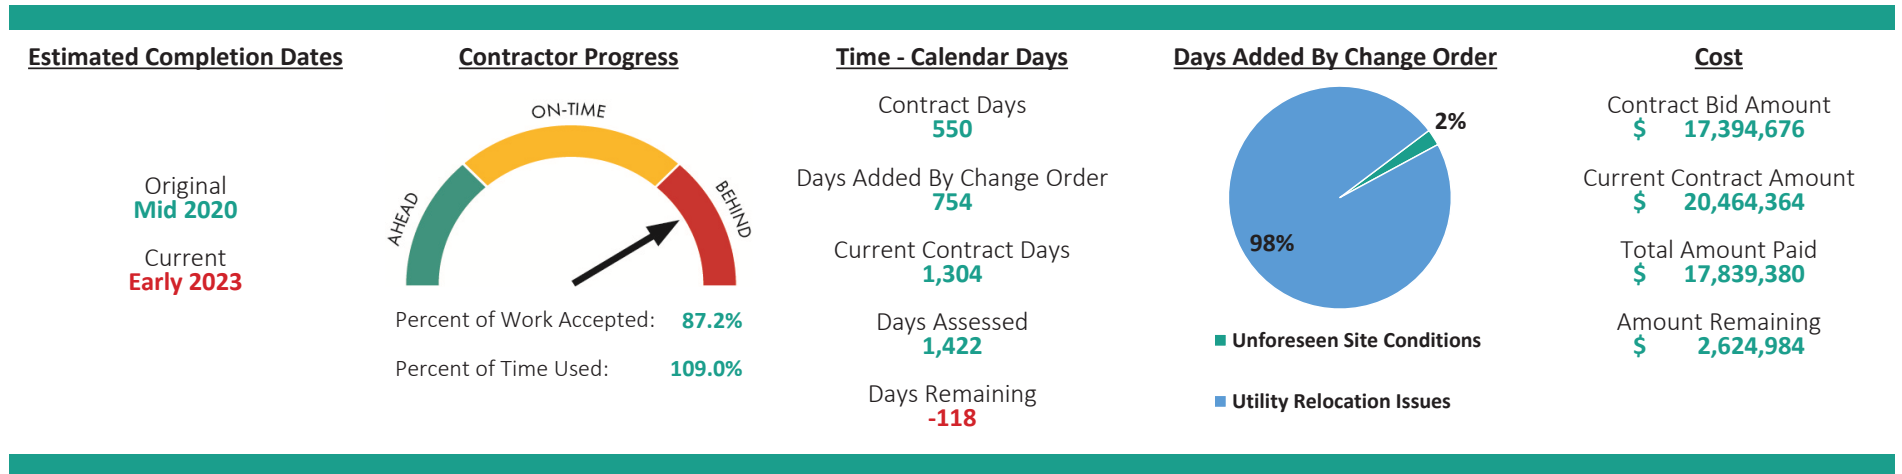 Estimated Completion Dates
Original
Mid 2020
Current
Early 2023
Contractor Progress
AHEAD
ON-TIME
BEHIND
Percent of Work Accepted: 87.2%
Percent of Time Used: 109.0%
Time - Calendar Days
Contract Days
550
Days Added By Change Order
754
Current Contract Days
1,304
Days Assessed
1,422
Days Remaining
-118
Days Added By Change Order
2%
98%
Unforeseen Site Conditions
Utility Relocation Issues
Cost
Contract Bid Amount
$ 17,394,676
Current Contract Amount
$ 20,464,364
Total Amount Paid
$ 17,839,380
Amount Remaining
$ 2,624,984